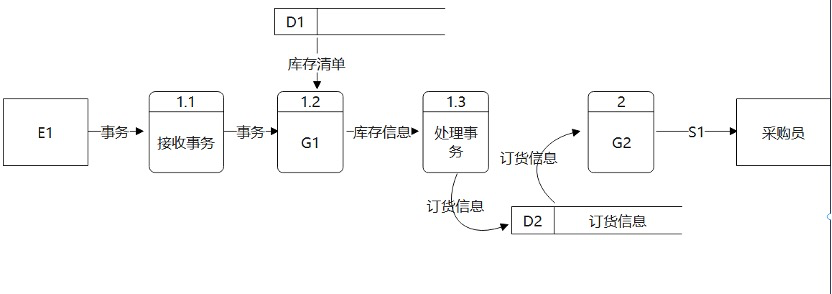 D1
库存清单
1.1
1.2
1.3
2
E1
事务
接收事务
事务
G1
库存信息
处理事
务
订货信息
G2
S1
采购员
订货信息
D2
订货信息